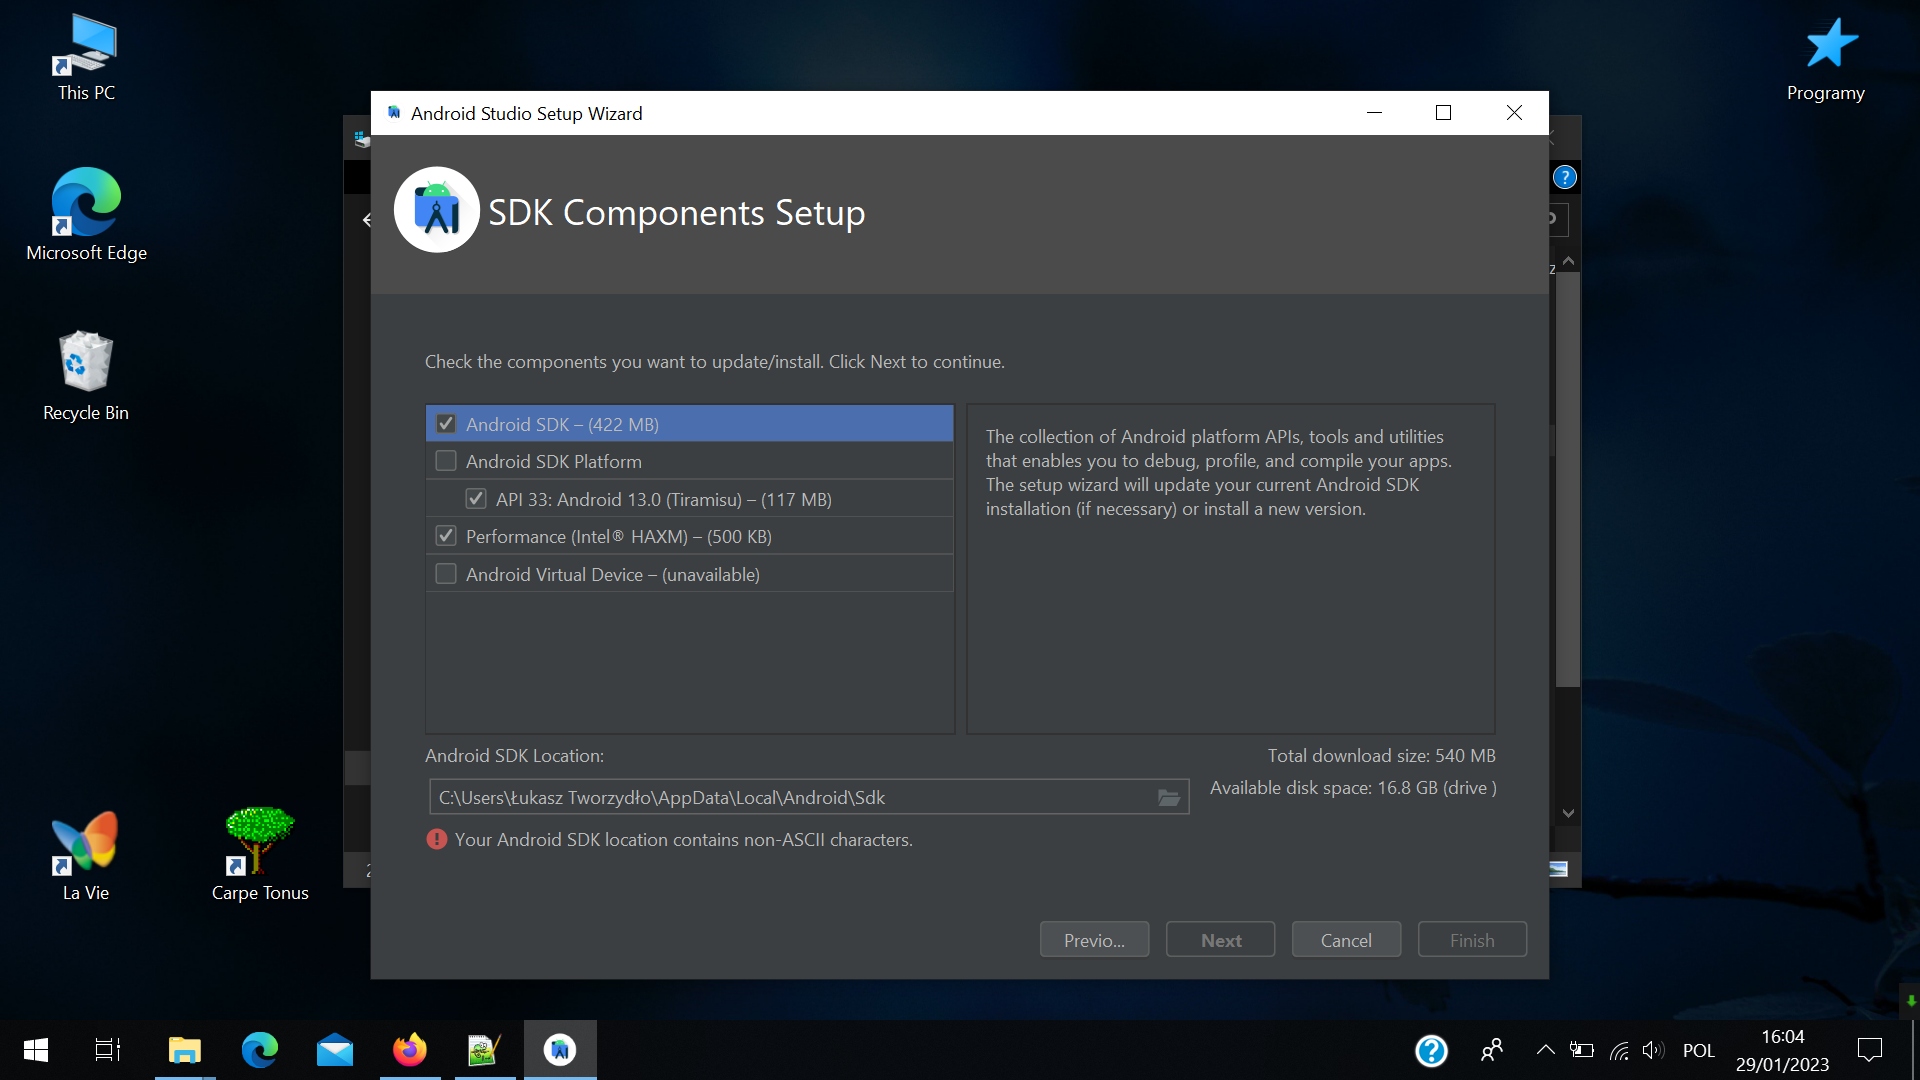 This PC
Microsoft Edge
Recycle Bin
La Vie
Carpe Tonus
Programy
Android Studio Setup Wizard
SDK Components Setup
Check the components you want to update/install. Click Next to continue.
Android SDK – (422 MB)
Android SDK Platform
API 33: Android 13.0 (Tiramisu) – (117 MB)
Performance (Intel® HAXM) – (500 KB)
Android Virtual Device – (unavailable)
The collection of Android platform APIs, tools and utilities
that enables you to debug, profile, and compile your apps.
The setup wizard will update your current Android SDK
installation (if necessary) or install a new version.
Android SDK Location:
Total download size: 540 MB
C:\Users\Łukasz Tworzydło\AppData\Local\Android\Sdk
Available disk space: 16.8 GB (drive )
Your Android SDK location contains non-ASCII characters.
Previo...
Next
Cancel
Finish
POL
16:04
29/01/2023